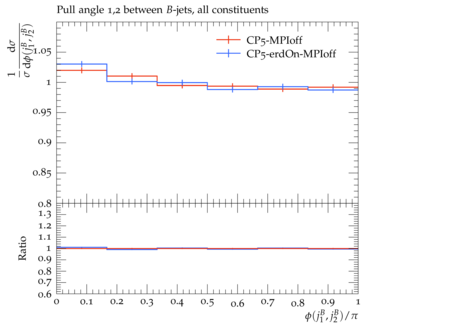 Pull angle 1,2 between B-jets, all constituents
1/σ dσ/dϕ(j₁ᴮ, j₂ᴮ)
CP5-MPIoff
CP5-erdOn-MPIoff
1.05
1
0.95
0.9
0.85
0.8
1.3
1.2
1.1
1
0.9
0.8
0.7
0.6
Ratio
0 0.1 0.2 0.3 0.4 0.5 0.6 0.7 0.8 0.9 1
ϕ(j₁ᴮ, j₂ᴮ)/π